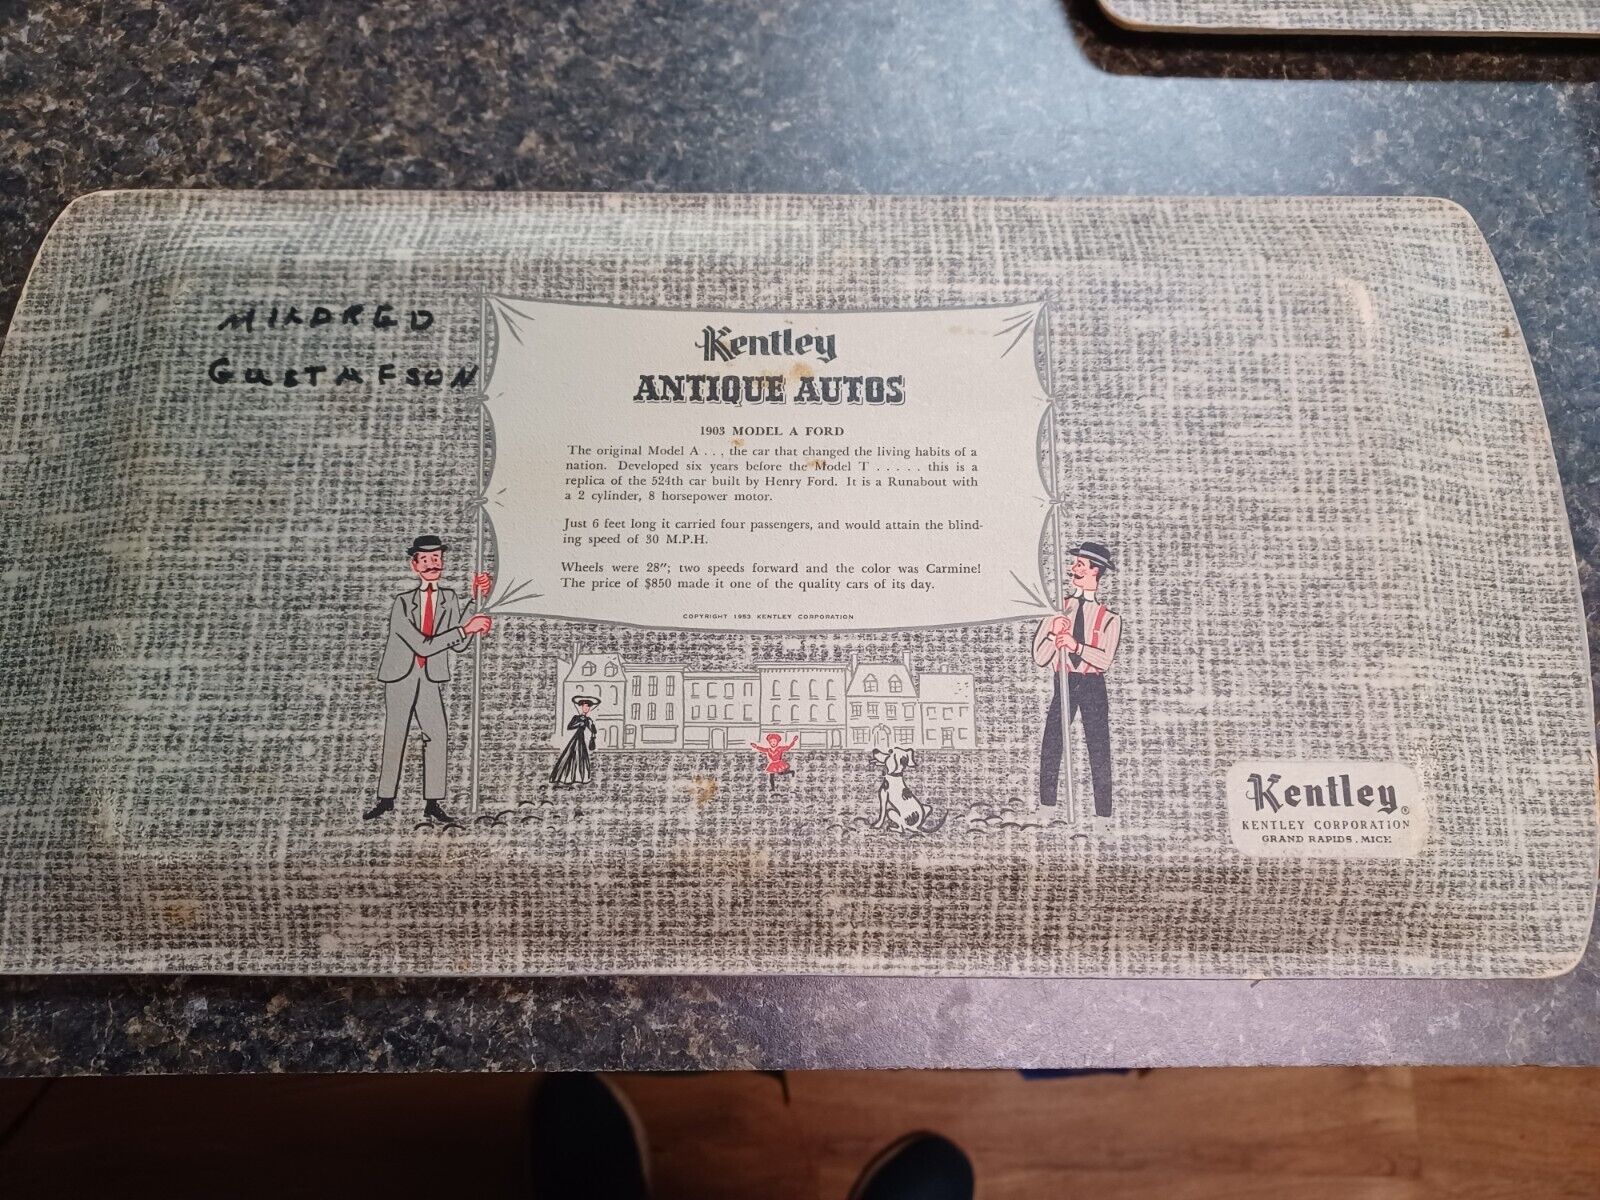 MILDRED
GUSTAFSON
Kentley
ANTIQUE AUTOS
1903 MODEL A FORD
The original Model A . . . the car that changed the living habits of a
nation. Developed six years before the Model T . . . . . this is a
replica of the 524th car built by Henry Ford. It is a Runabout with
a 2 cylinder, 8 horsepower motor.
Just 6 feet long it carried four passengers, and would attain the blind-
ing speed of 30 M.P.H.
Wheels were 28"; two speeds forward and the color was Carmine!
The price of $850 made it one of the quality cars of its day.
COPYRIGHT 1953 KENTLEY CORPORATION
Kentley®
KENTLEY CORPORATION
GRAND RAPIDS, MICH